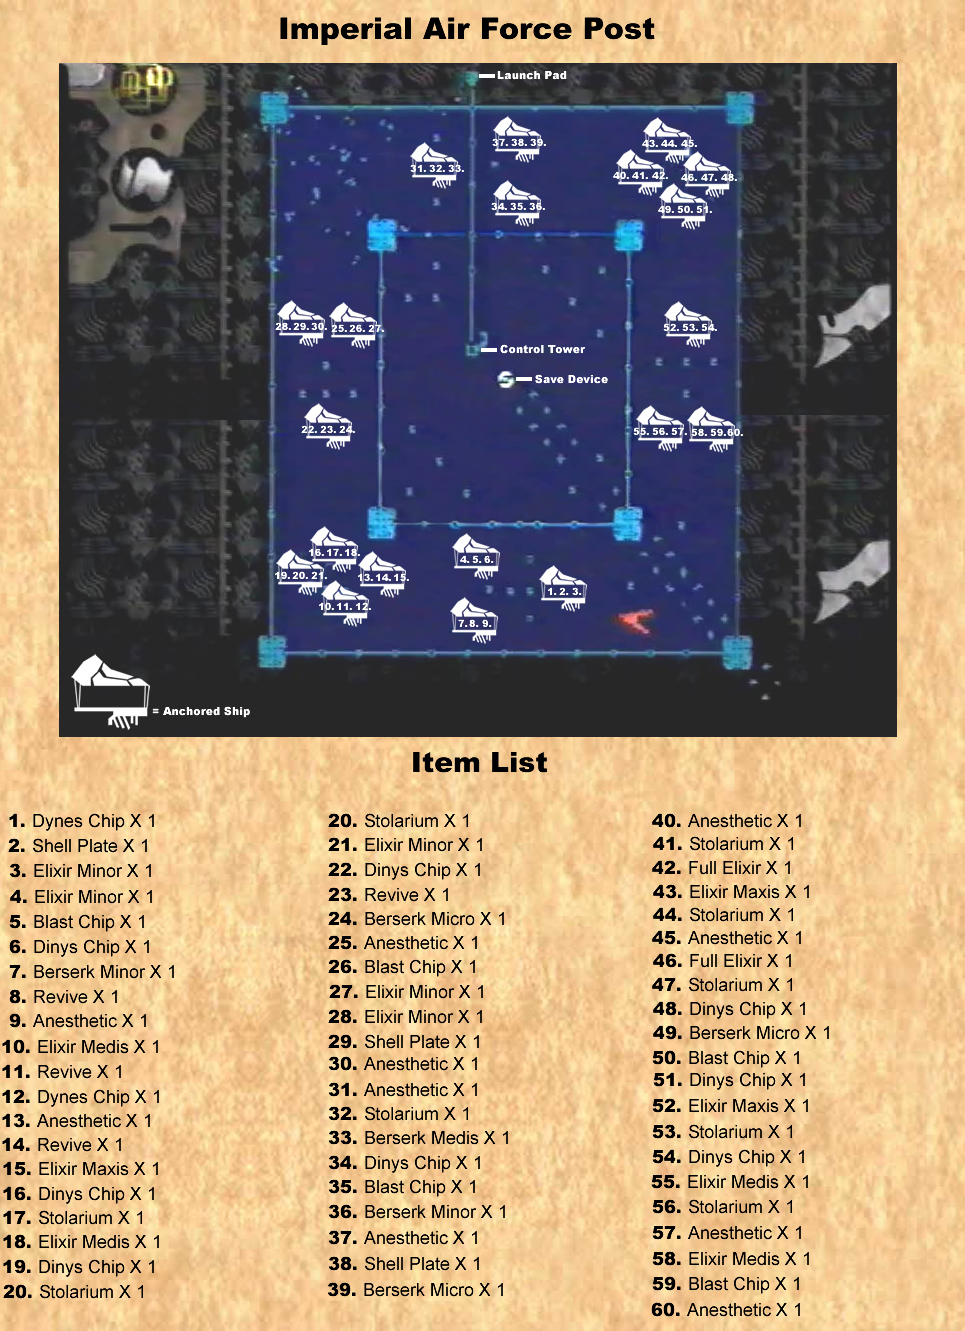 Imperial Air Force Post
Launch Pad
37. 38. 39.
43. 44. 45.
31. 32. 33.
40. 41. 42.
46. 47. 48.
34. 35. 36.
49. 50. 51.
28. 29. 30.
25. 26. 27.
52. 53. 54.
Control Tower
Save Device
22. 23. 24.
55. 56. 57.
58. 59. 60.
16. 17. 18.
4. 5. 6.
19. 20. 21.
13. 14. 15.
1. 2. 3.
10. 11. 12.
7. 8. 9.
= Anchored Ship
Item List
1. Dynes Chip X 1
2. Shell Plate X 1
3. Elixir Minor X 1
4. Elixir Minor X 1
5. Blast Chip X 1
6. Dinys Chip X 1
7. Berserk Minor X 1
8. Revive X 1
9. Anesthetic X 1
10. Elixir Medis X 1
11. Revive X 1
12. Dynes Chip X 1
13. Anesthetic X 1
14. Revive X 1
15. Elixir Maxis X 1
16. Dinys Chip X 1
17. Stolarium X 1
18. Elixir Medis X 1
19. Dinys Chip X 1
20. Stolarium X 1
20. Stolarium X 1
21. Elixir Minor X 1
22. Dinys Chip X 1
23. Revive X 1
24. Berserk Micro X 1
25. Anesthetic X 1
26. Blast Chip X 1
27. Elixir Minor X 1
28. Elixir Minor X 1
29. Shell Plate X 1
30. Anesthetic X 1
31. Anesthetic X 1
32. Stolarium X 1
33. Berserk Medis X 1
34. Dinys Chip X 1
35. Blast Chip X 1
36. Berserk Minor X 1
37. Anesthetic X 1
38. Shell Plate X 1
39. Berserk Micro X 1
40. Anesthetic X 1
41. Stolarium X 1
42. Full Elixir X 1
43. Elixir Maxis X 1
44. Stolarium X 1
45. Anesthetic X 1
46. Full Elixir X 1
47. Stolarium X 1
48. Dinys Chip X 1
49. Berserk Micro X 1
50. Blast Chip X 1
51. Dinys Chip X 1
52. Elixir Maxis X 1
53. Stolarium X 1
54. Dinys Chip X 1
55. Elixir Medis X 1
56. Stolarium X 1
57. Anesthetic X 1
58. Elixir Medis X 1
59. Blast Chip X 1
60. Anesthetic X 1